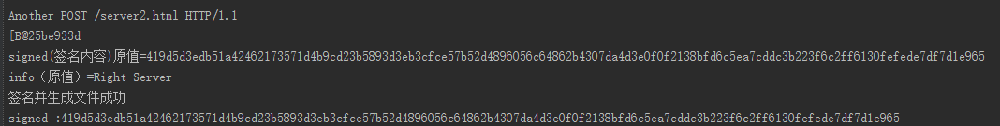 Another POST /server2.html HTTP/1.1
[B@25be933d
signed(签名内容)原值=419d5d3edb51a42462173571d4b9cd23b5893d3eb3cfce57b52d4896056c64862b4307da4d3e0f0f2138bfd6c5ea7cddc3b223f6c2ff6130fefede7df7d1e965
info（原值）=Right Server
签名并生成文件成功
signed :419d5d3edb51a42462173571d4b9cd23b5893d3eb3cfce57b52d4896056c64862b4307da4d3e0f0f2138bfd6c5ea7cddc3b223f6c2ff6130fefede7df7d1e965